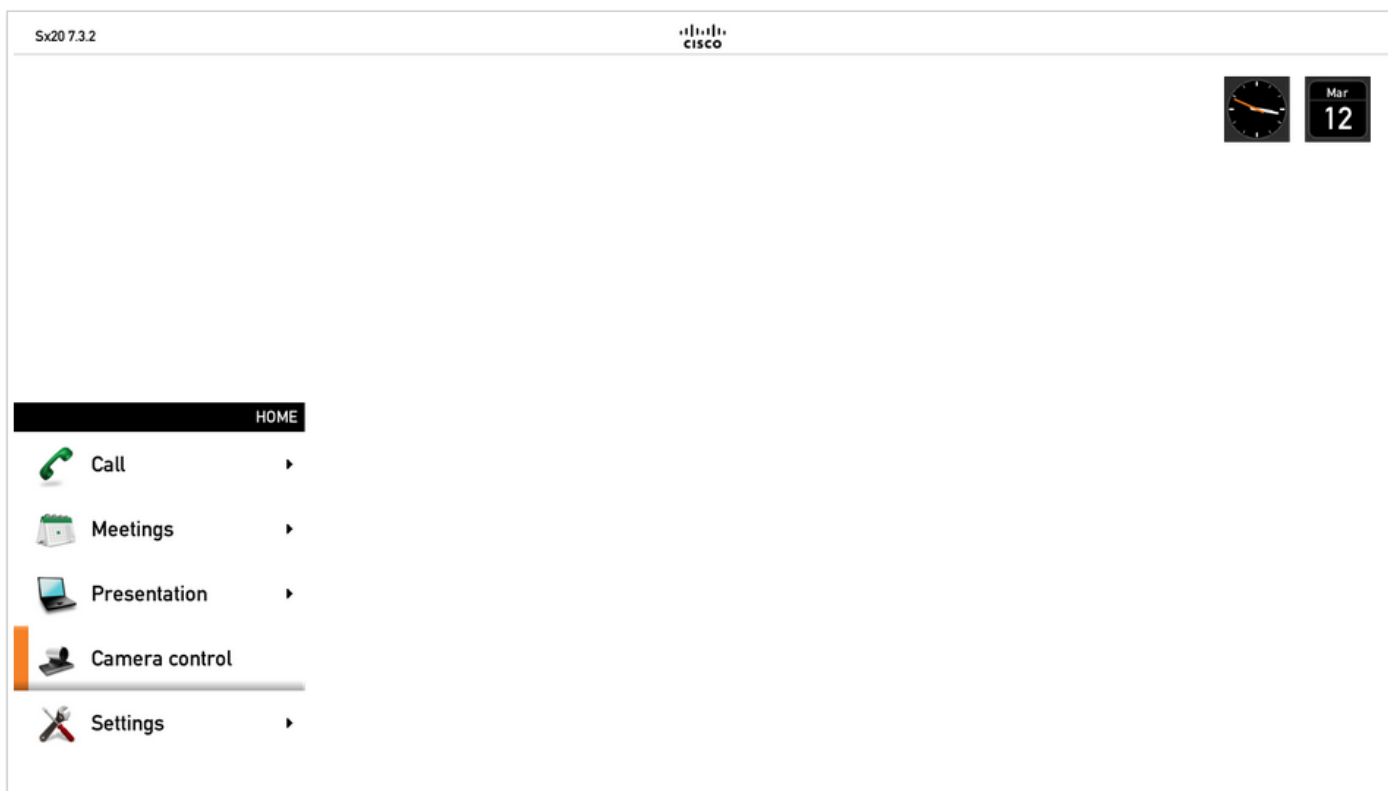 Sx20 7.3.2
CISCO
Mar
12
HOME
Call
Meetings
Presentation
Camera control
Settings